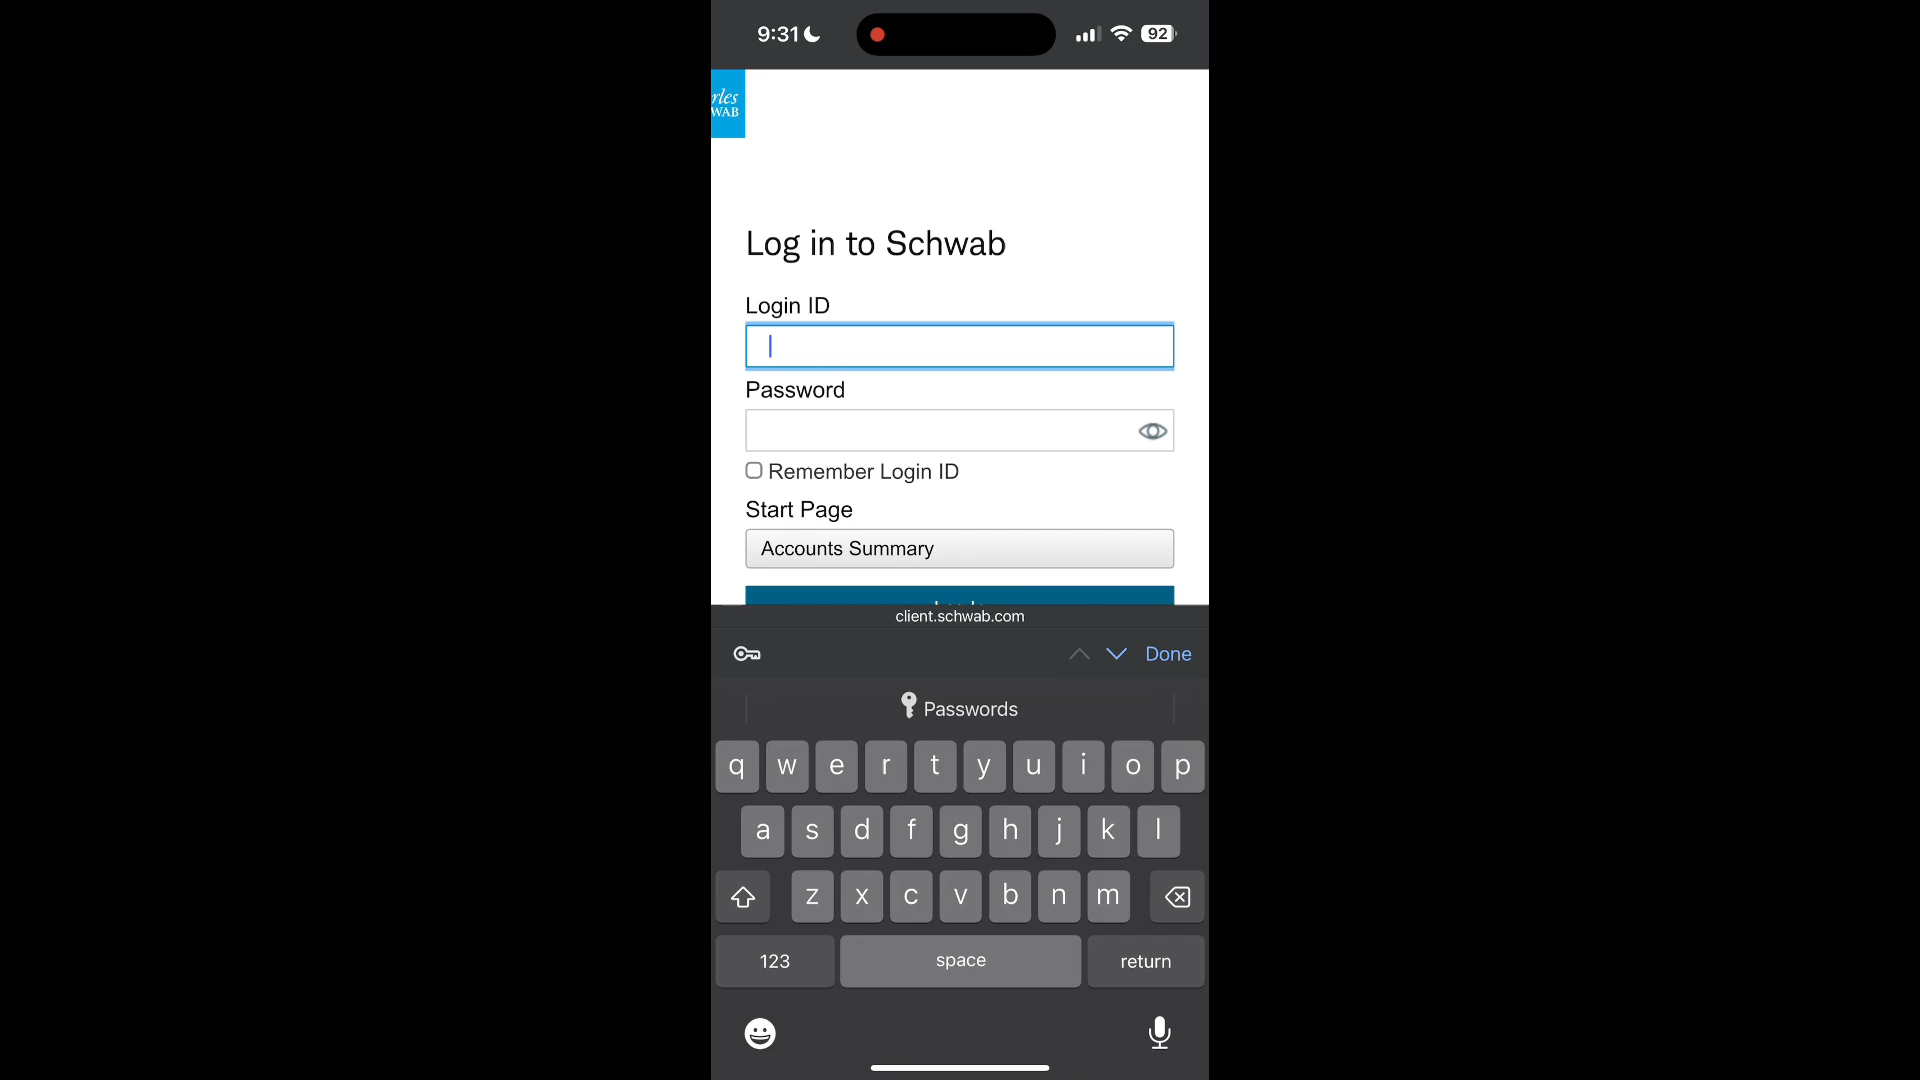 9:31
92
rles
WAB
Log in to Schwab
Login ID
Password
Remember Login ID
Start Page
Accounts Summary
client.schwab.com
Done
Passwords
q w e r t y u i o p
a s d f g h j k l
z x c v b n m
123 space return